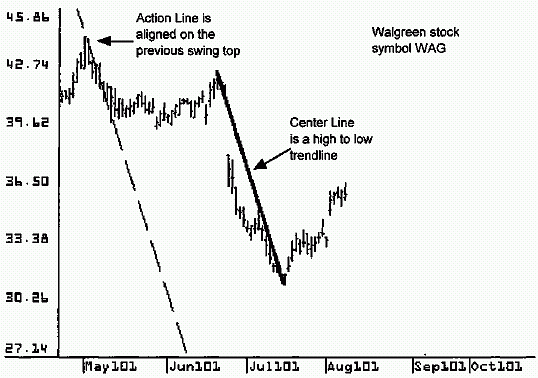 45.86
Action Line is
aligned on the
previous swing top
Walgreen stock
symbol WAG
42.74
39.62
Center Line
is a high to low
trendline
36.50
33.38
30.26
27.14
May101 Jun101 Jul101 Aug101 Sep101 Oct101